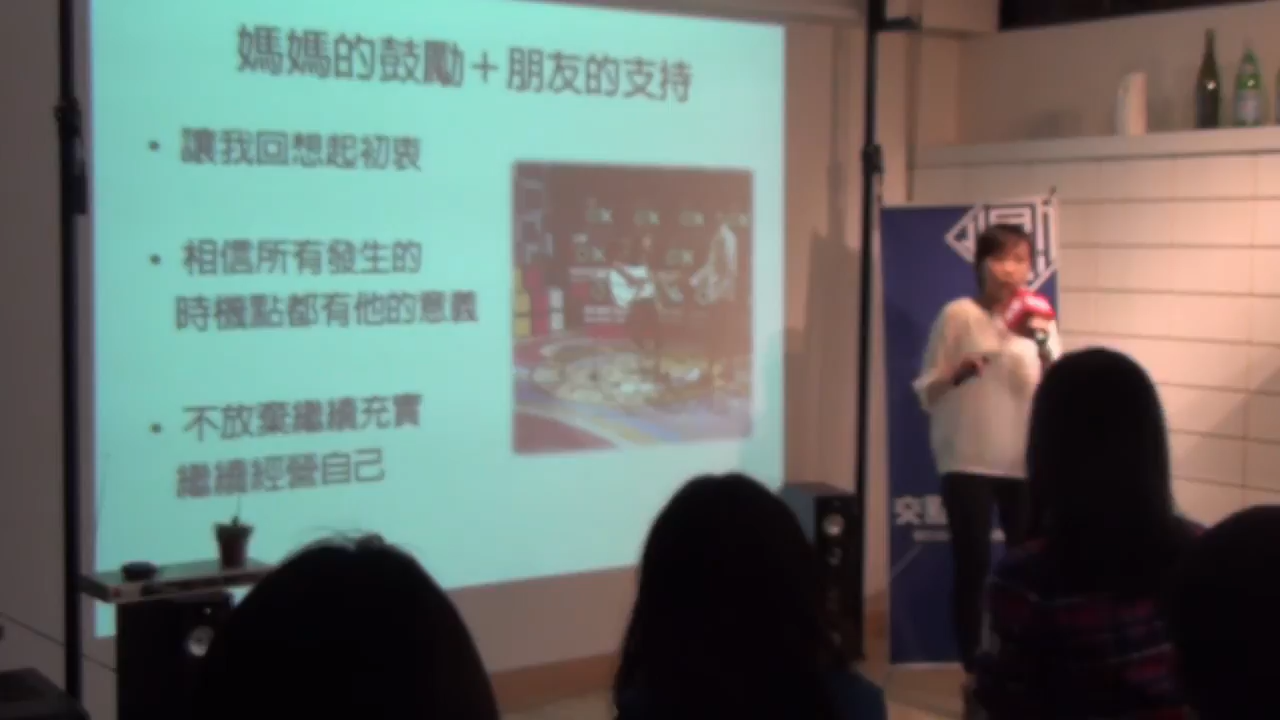 媽媽的鼓勵+朋友的支持
• 讓我回想起初衷
• 相信所有發生的
時機點都有他的意義
• 不放棄繼續充實
繼續經營自己
交點